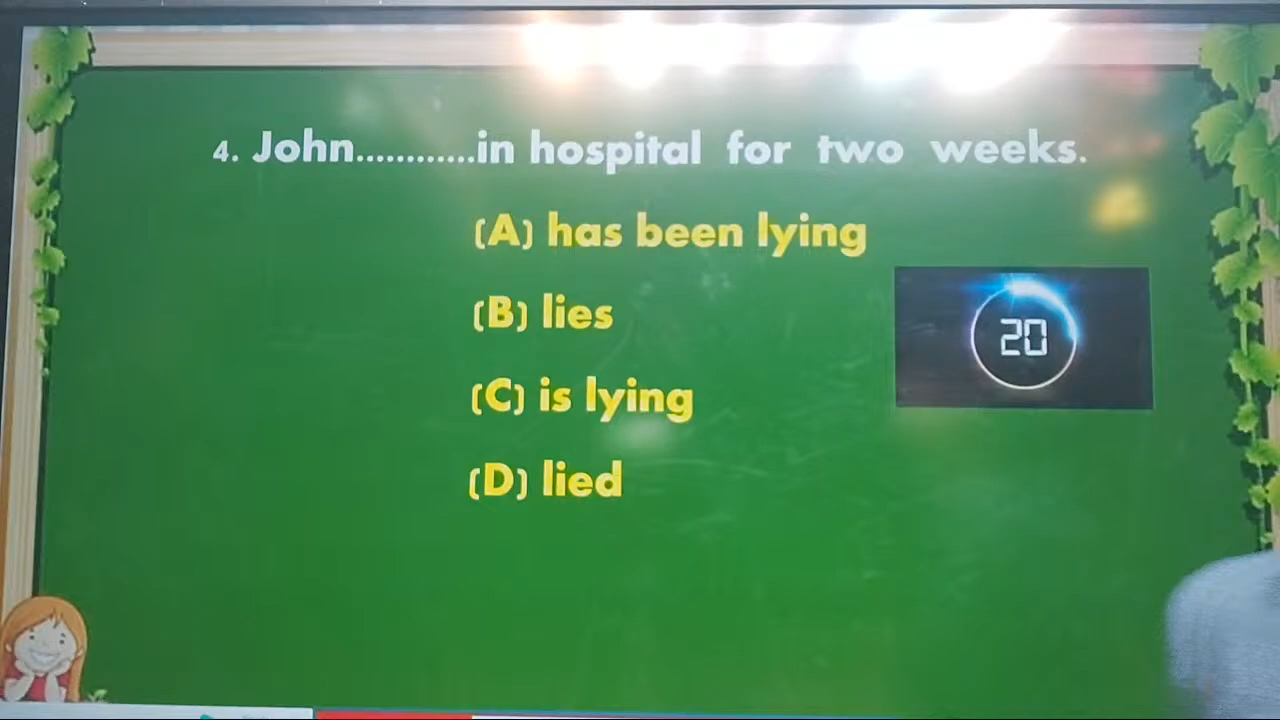 4. John............in hospital for two weeks.
(A) has been lying
(B) lies
20
(C) is lying
(D) lied